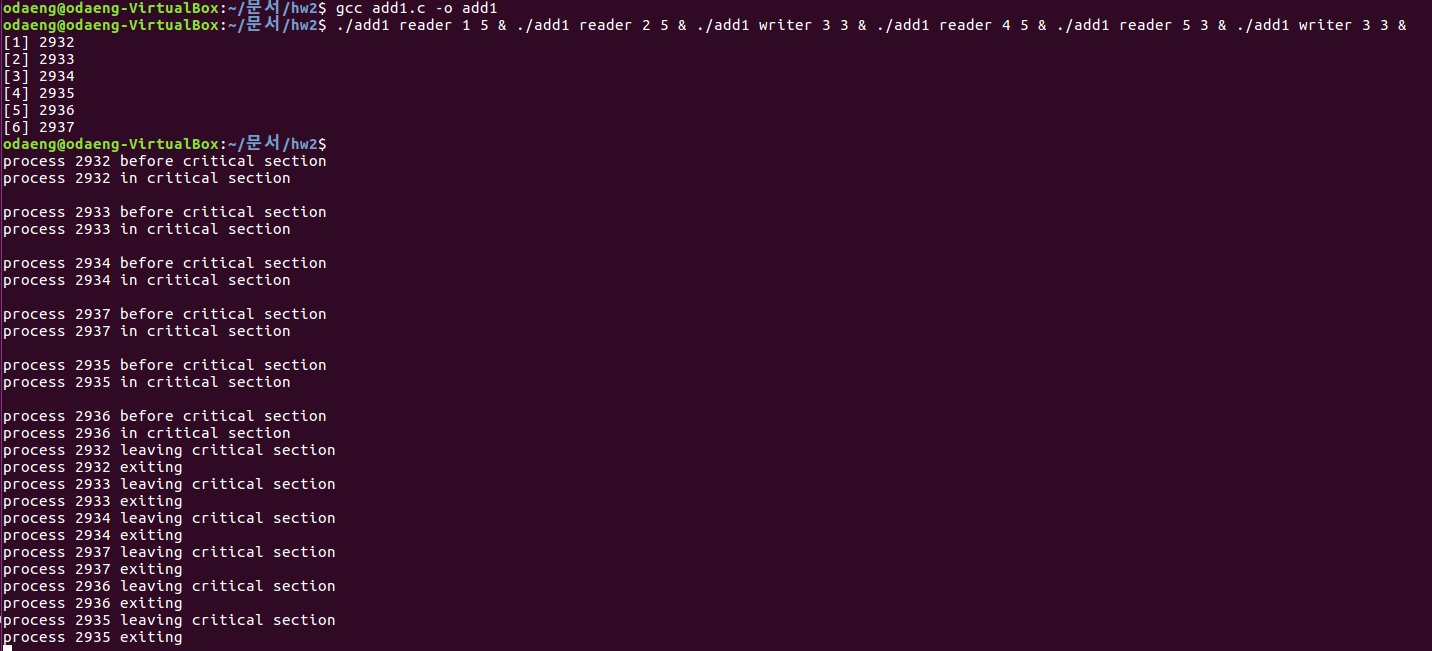 odaeng@odaeng-VirtualBox:~/문서/hw2$ gcc add1.c -o add1
odaeng@odaeng-VirtualBox:~/문서/hw2$ ./add1 reader 1 5 & ./add1 reader 2 5 & ./add1 writer 3 3 & ./add1 reader 4 5 & ./add1 reader 5 3 & ./add1 writer 3 3 &
[1] 2932
[2] 2933
[3] 2934
[4] 2935
[5] 2936
[6] 2937
odaeng@odaeng-VirtualBox:~/문서/hw2$
process 2932 before critical section
process 2932 in critical section
process 2933 before critical section
process 2933 in critical section
process 2934 before critical section
process 2934 in critical section
process 2937 before critical section
process 2937 in critical section
process 2935 before critical section
process 2935 in critical section
process 2936 before critical section
process 2936 in critical section
process 2932 leaving critical section
process 2932 exiting
process 2933 leaving critical section
process 2933 exiting
process 2934 leaving critical section
process 2934 exiting
process 2937 leaving critical section
process 2937 exiting
process 2936 leaving critical section
process 2936 exiting
process 2935 leaving critical section
process 2935 exiting